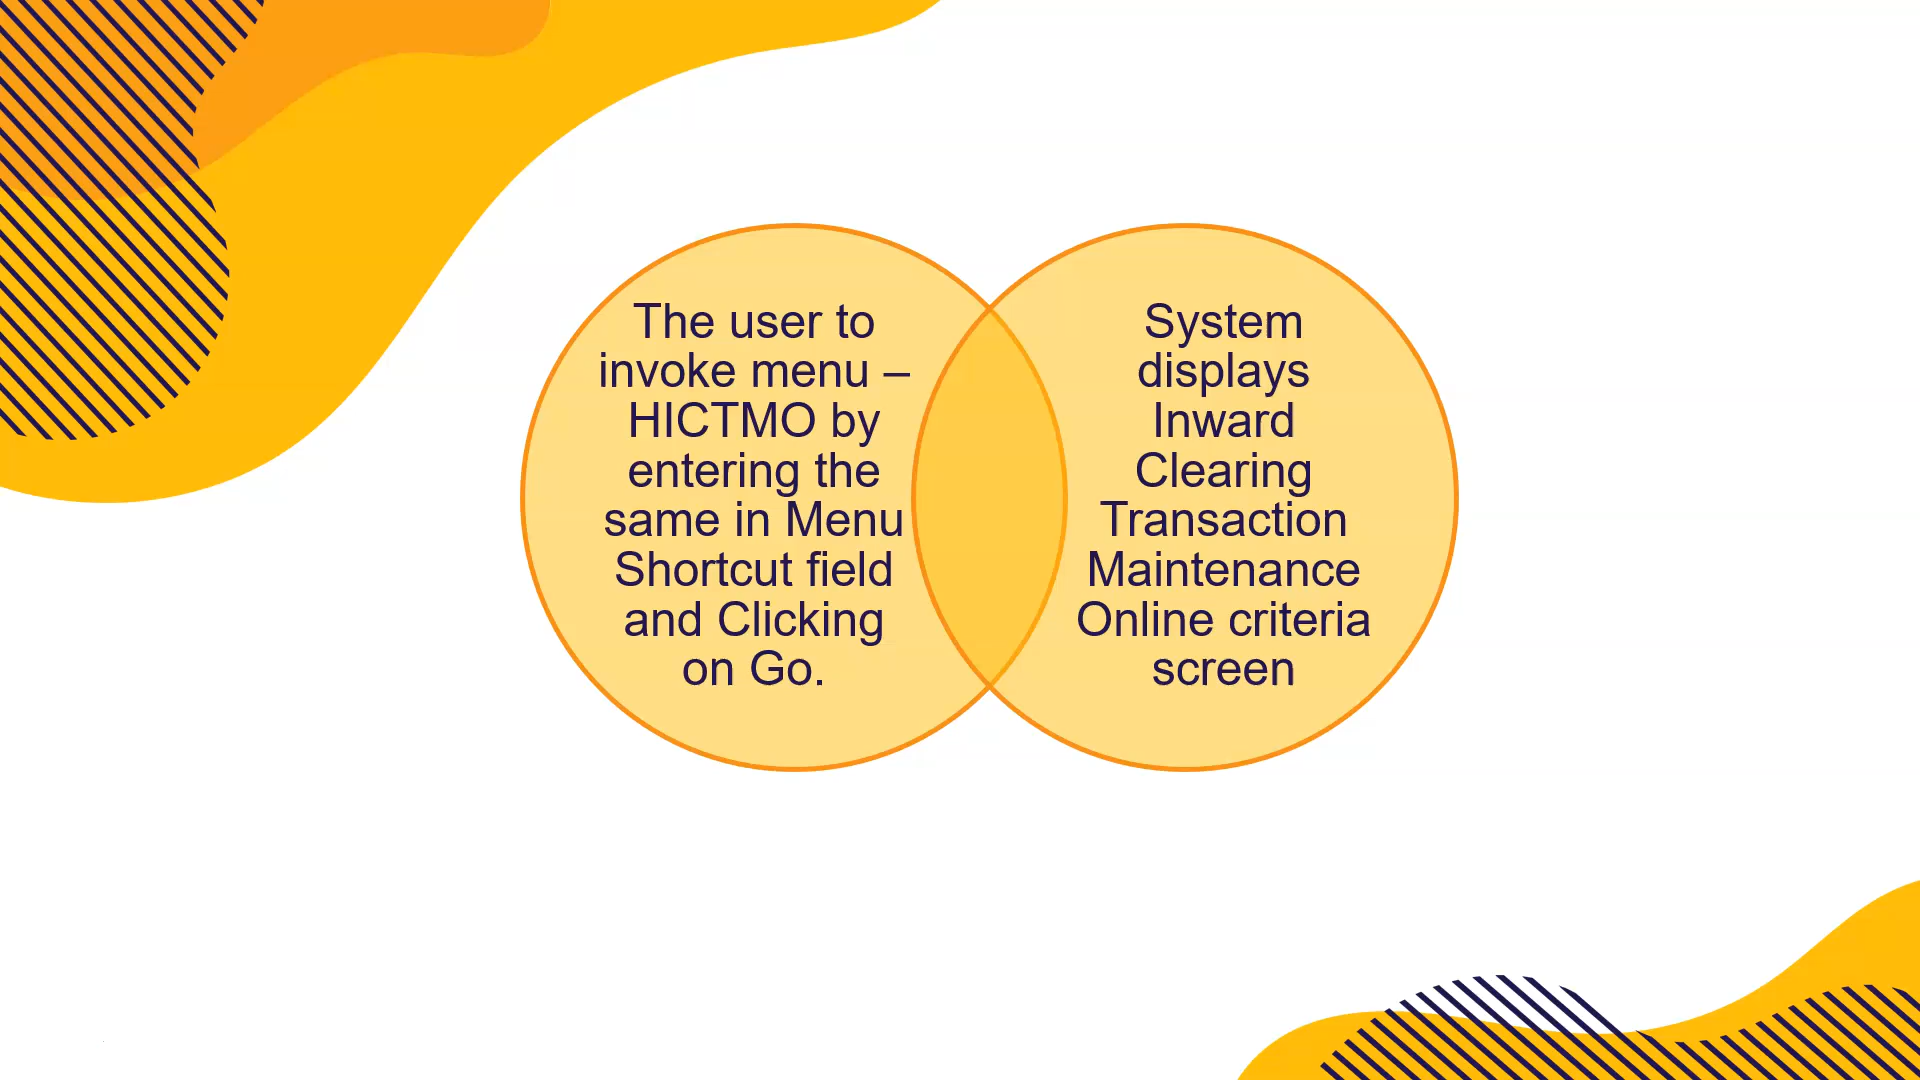 The user to
invoke menu –
HICTMO by
entering the
same in Menu
Shortcut field
and Clicking
on Go.
System
displays
Inward
Clearing
Transaction
Maintenance
Online criteria
screen